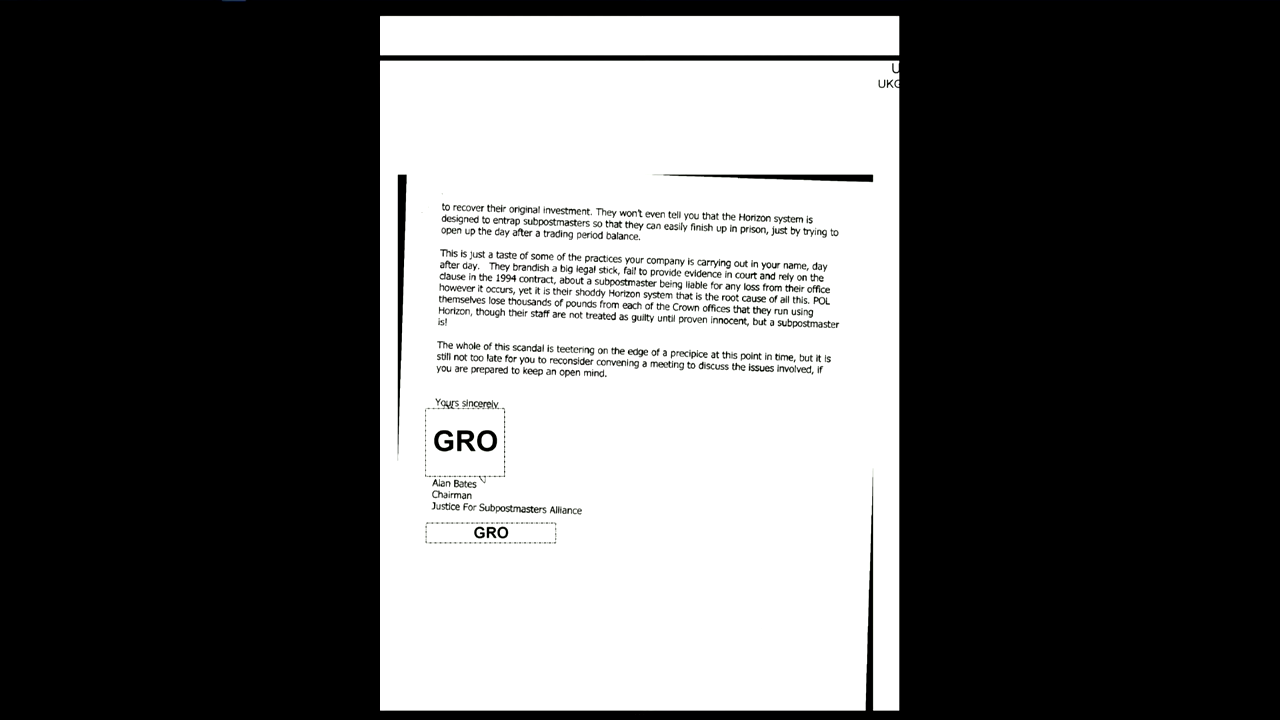 U
UKG
to recover their original investment. They won't even tell you that the Horizon system is
designed to entrap subpostmasters so that they can easily finish up in prison, just by trying to
open up the day after a trading period balance.
This is just a taste of some of the practices your company is carrying out in your name, day
after day. They brandish a big legal stick, fail to provide evidence in court and rely on the
clause in the 1994 contract, about a subpostmaster being liable for any loss from their office
however it occurs, yet it is their shoddy Horizon system that is the root cause of all this. POL
themselves lose thousands of pounds from each of the Crown offices that they run using
Horizon, though their staff are not treated as guilty until proven innocent, but a subpostmaster
is!
The whole of this scandal is teetering on the edge of a precipice at this point in time, but it is
still not too late for you to reconsider convening a meeting to discuss the issues involved, if
you are prepared to keep an open mind.
Yours sincerely
GRO
Alan Bates
Chairman
Justice For Subpostmasters Alliance
GRO